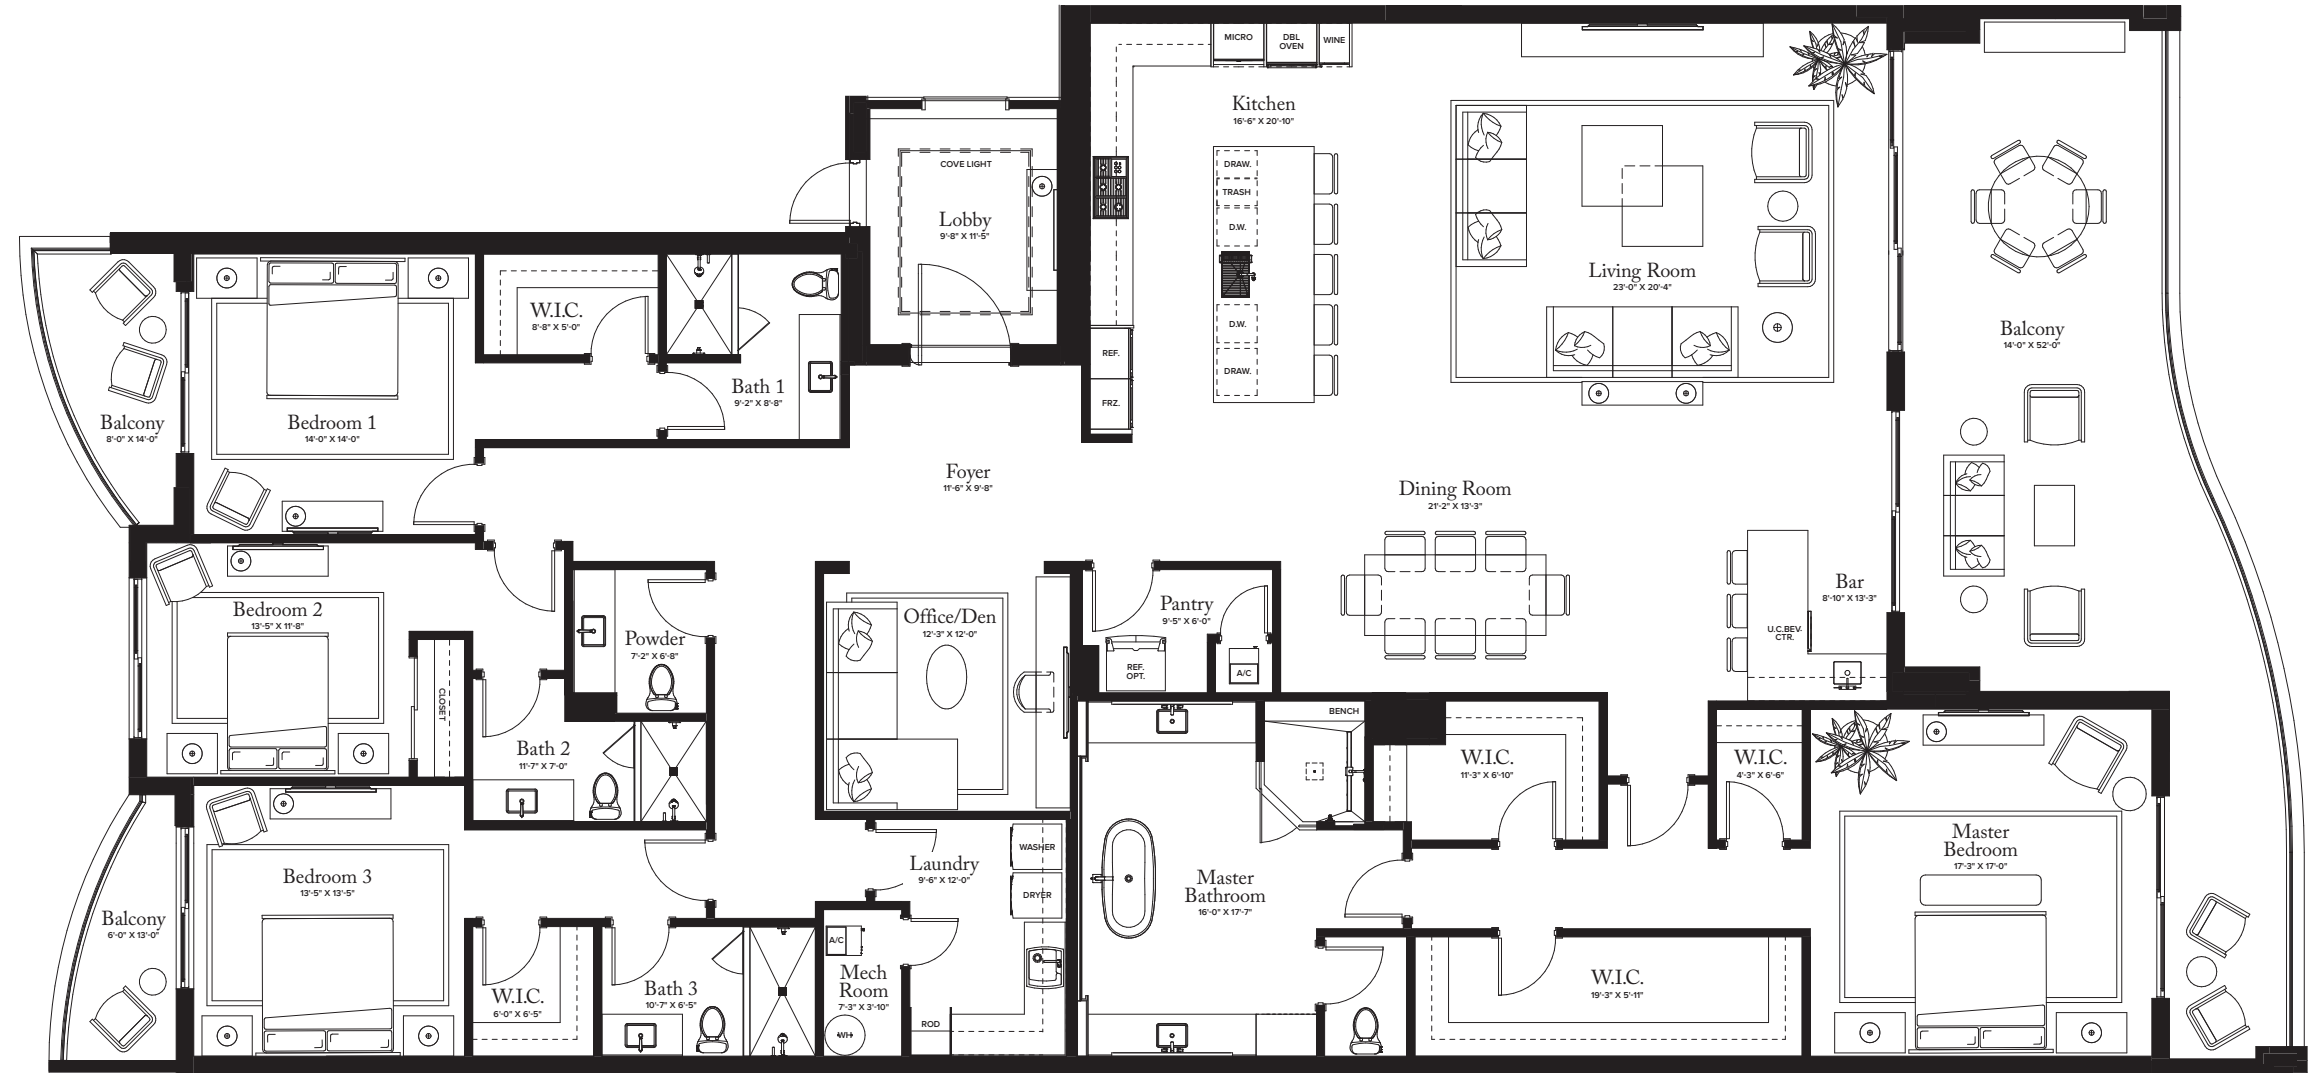 MICRO
DBL
OVEN
WINE
Kitchen
16'-6" X 20'-10"
COVE LIGHT
Lobby
9'-8" X 11'-5"
DRAW.
TRASH
D.W.
D.W.
DRAW.
REF.
FRZ.
Living Room
23'-0" X 20'-4"
Balcony
14'-0" X 52'-0"
W.I.C.
8'-8" X 5'-0"
Bath 1
9'-2" X 8'-8"
Balcony
8'-0" X 14'-0"
Bedroom 1
14'-0" X 14'-0"
Foyer
11'-6" X 9'-8"
Dining Room
21'-2" X 13'-3"
Bar
8'-10" X 13'-3"
U.C.BEV.
CTR.
Bedroom 2
13'-5" X 11'-8"
CLOSET
Powder
7'-2" X 6'-8"
Office/Den
12'-3" X 12'-0"
Pantry
9'-5" X 6'-0"
REF.
OPT.
A/C
Bath 2
11'-7" X 7'-0"
BENCH
W.I.C.
11'-3" X 6'-10"
W.I.C.
4'-3" X 6'-6"
Master
Bedroom
17'-3" X 17'-0"
Bedroom 3
13'-5" X 13'-5"
Laundry
9'-6" X 12'-0"
WASHER
DRYER
Master
Bathroom
16'-0" X 17'-7"
Balcony
6'-0" X 13'-0"
W.I.C.
6'-0" X 6'-5"
Bath 3
10'-7" X 6'-5"
A/C
Mech
Room
7'-3" X 3'-10"
WH
ROD
W.I.C.
19'-3" X 5'-11"